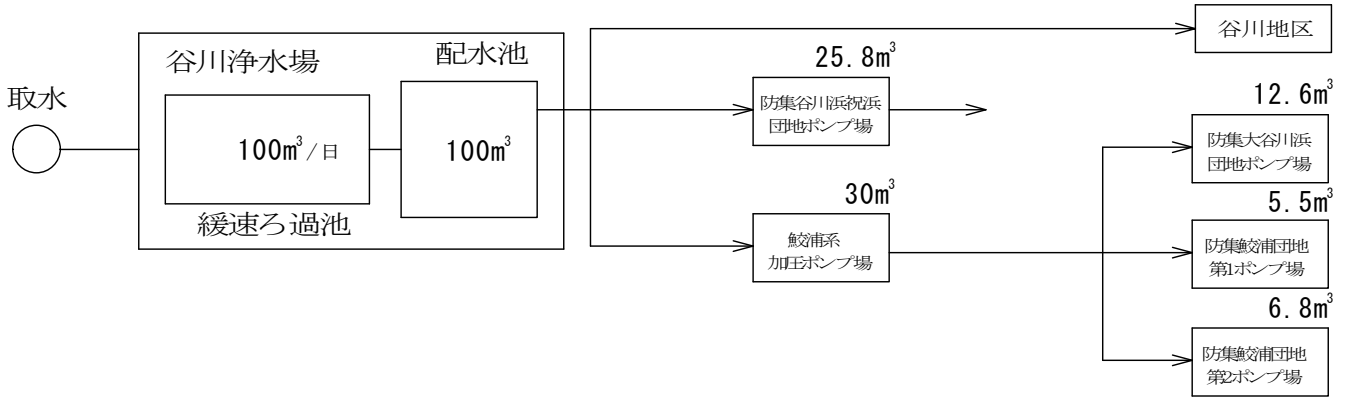 谷川地区
配水池
谷川浄水場
25.8m³
取水
12.6m³
防集谷川浜祝浜
団地ポンプ場
防集大谷川浜
団地ポンプ場
100m³/日
100m³
30m³
5.5m³
緩速ろ過池
鮫浦系
加圧ポンプ場
防集鮫浦団地
第1ポンプ場
6.8m³
防集鮫浦団地
第2ポンプ場